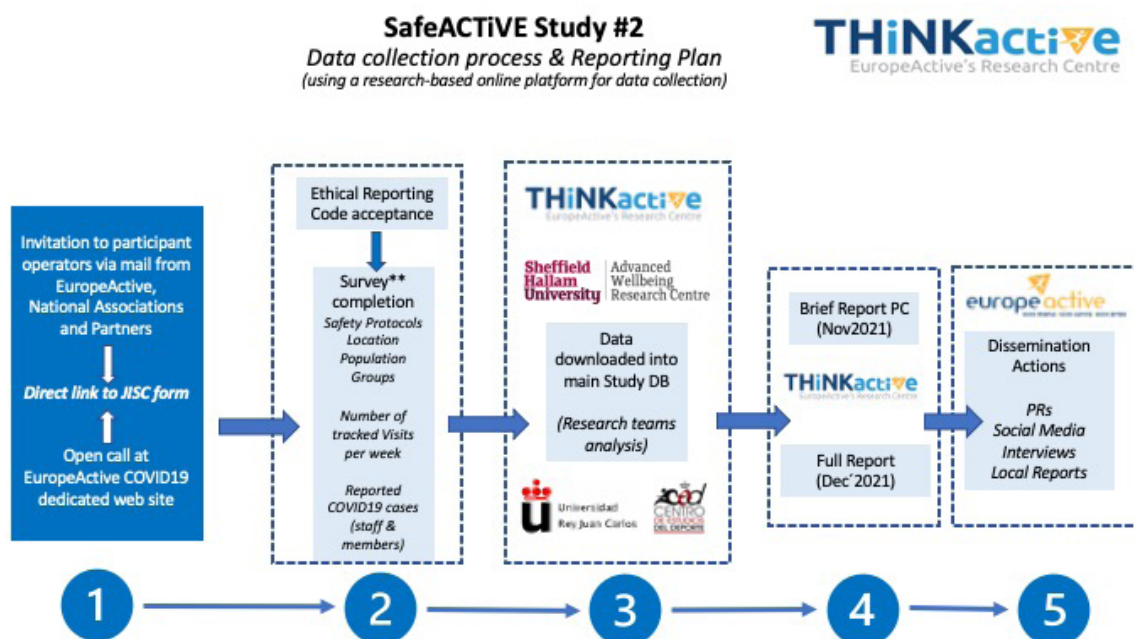 SafeACTiVE Study #2
Data collection process & Reporting Plan
(using a research-based online platform for data collection)
THiNKactive
EuropeActive's Research Centre
Invitation to participant
operators via mail from
EuropeActive,
National Associations
and Partners
Direct link to JISC form
Open call at
EuropeActive COVID19
dedicated web site
Ethical Reporting
Code acceptance
Survey**
completion
Safety Protocols
Location
Population
Groups
Number of
tracked Visits
per week
Reported
COVID19 cases
(staff &
members)
THiNKactive
EuropeActive's Research Centre
Sheffield
Hallam
University
Advanced
Wellbeing
Research Centre
Data
downloaded into
main Study DB
(Research teams
analysis)
u
Universidad
Rey Juan Carlos
ced
CENTRO
DE ESTUDIOS
DEL DEPORTE
Brief Report PC
(Nov2021)
THiNKactive
EuropeActive's Research Centre
Full Report
(Dec´2021)
europe active
Dissemination
Actions
PRs
Social Media
Interviews
Local Reports
1
2
3
4
5